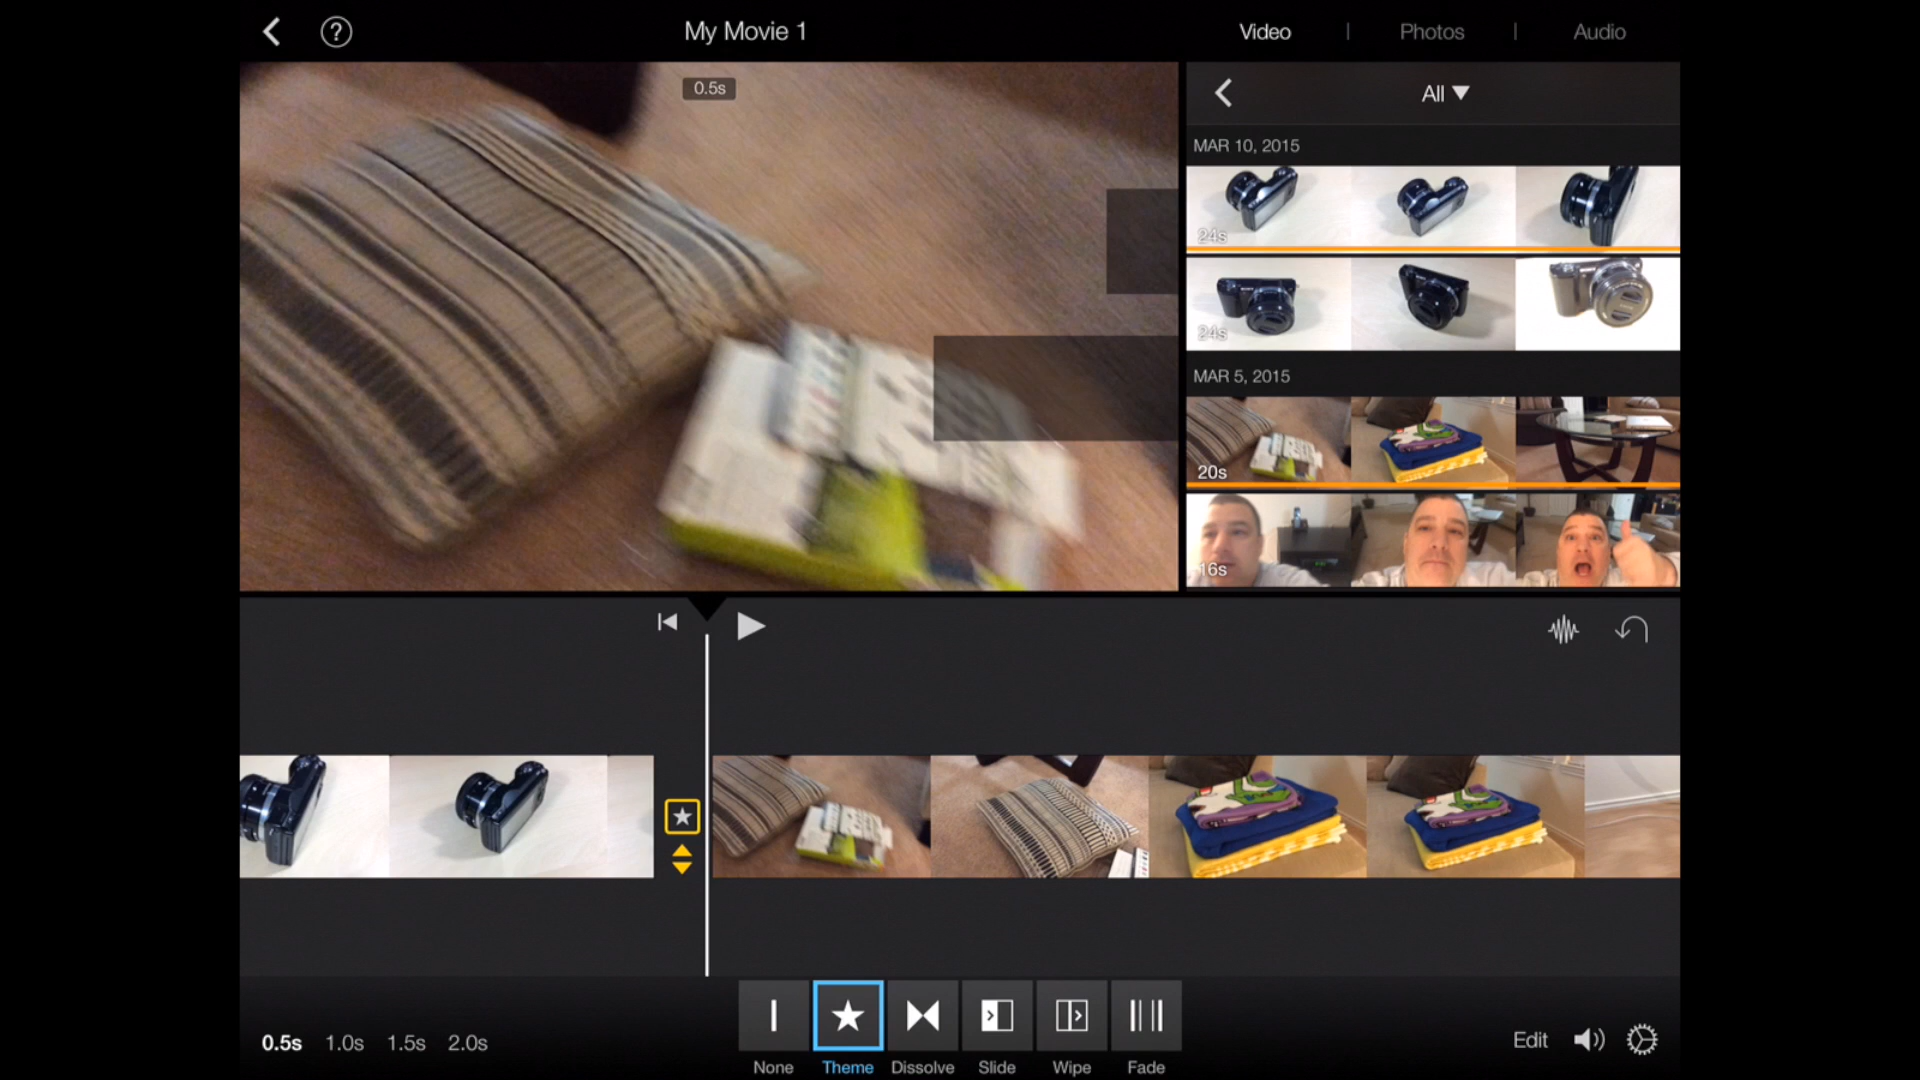 My Movie 1
Video | Photos | Audio
0.5s
All
MAR 10, 2015
24s
24s
MAR 5, 2015
20s
16s
0.5s 1.0s 1.5s 2.0s
None Theme Dissolve Slide Wipe Fade
Edit